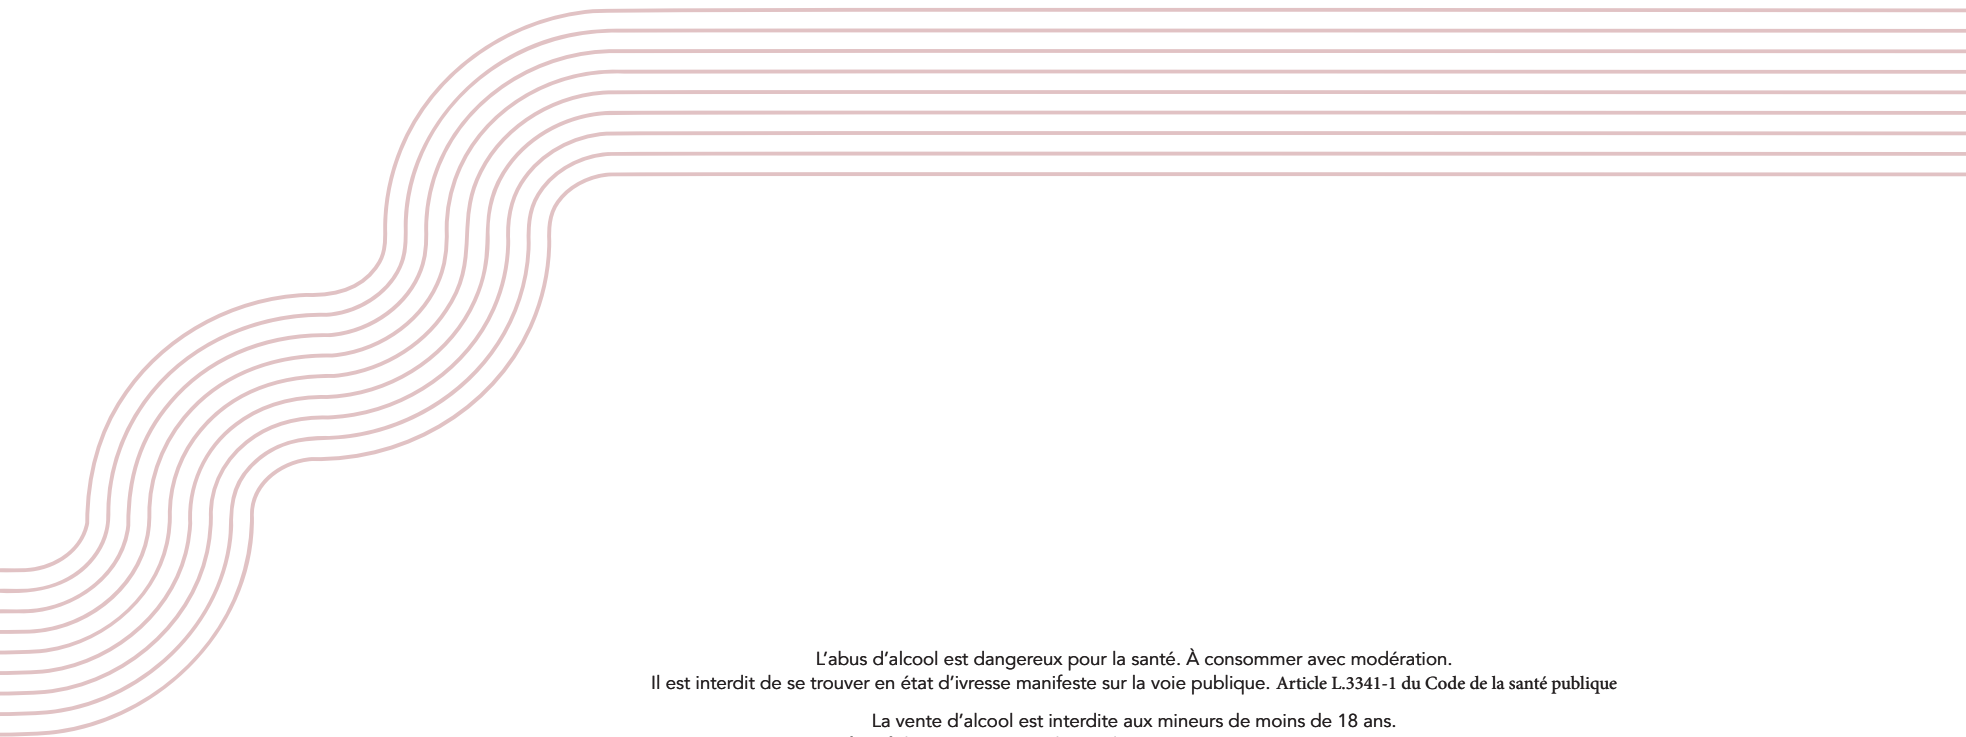 L’abus d’alcool est dangereux pour la santé. À consommer avec modération.
Il est interdit de se trouver en état d’ivresse manifeste sur la voie publique. Article L.3341-1 du Code de la santé publique
La vente d’alcool est interdite aux mineurs de moins de 18 ans.